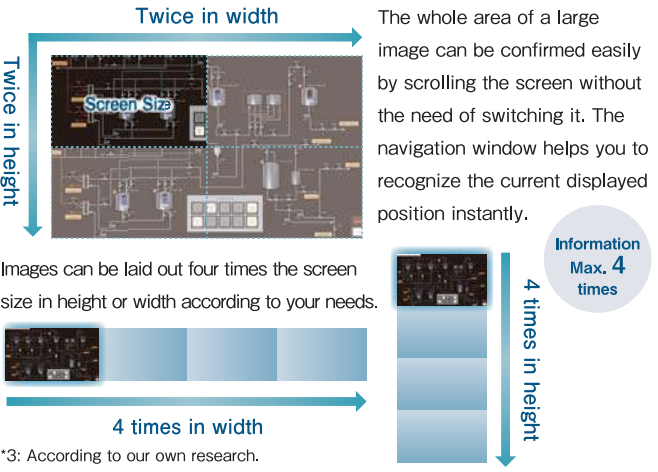 Twice in width
Twice in height
Screen Size
The whole area of a large
image can be confirmed easily
by scrolling the screen without
the need of switching it. The
navigation window helps you to
recognize the current displayed
position instantly.
Information
Max. 4
times
Images can be laid out four times the screen
size in height or width according to your needs.
4 times in height
4 times in width
*3: According to our own research.